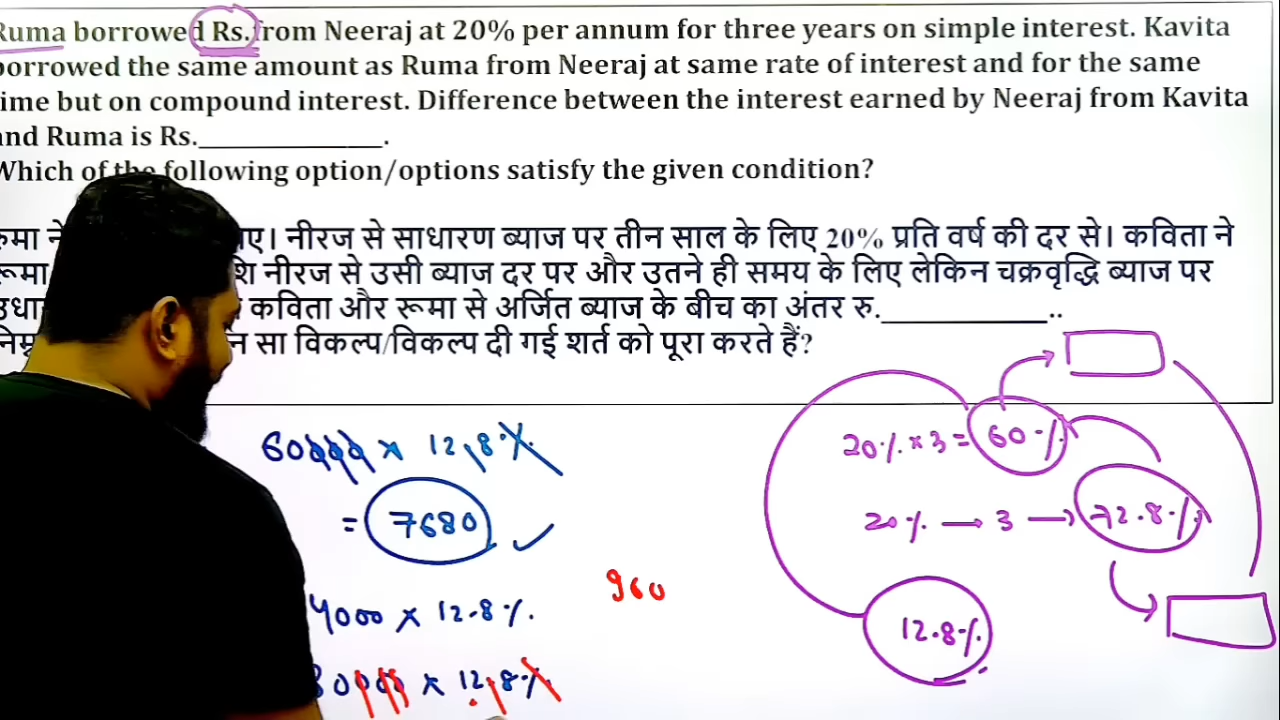 Ruma borrowed Rs. from Neeraj at 20% per annum for three years on simple interest. Kavita
borrowed the same amount as Ruma from Neeraj at same rate of interest and for the same
time but on compound interest. Difference between the interest earned by Neeraj from Kavita
and Ruma is Rs.______________.
Which of the following option/options satisfy the given condition?
रूमा ने नीरज से साधारण ब्याज पर तीन साल के लिए 20% प्रति वर्ष की दर से। कविता ने
रूमा नीरज से उसी ब्याज दर पर और उतने ही समय के लिए लेकिन चक्रवृद्धि ब्याज पर
कविता और रूमा से अर्जित ब्याज के बीच का अंतर रु.____________..
सा विकल्प/विकल्प दी गई शर्त को पूरा करते हैं?
60000 × 12.8%
= 7680
4000 × 12.8%
960
0000 × 12.8%
20% × 3 = 60%
20% → 3 → 72.8%
12.8%